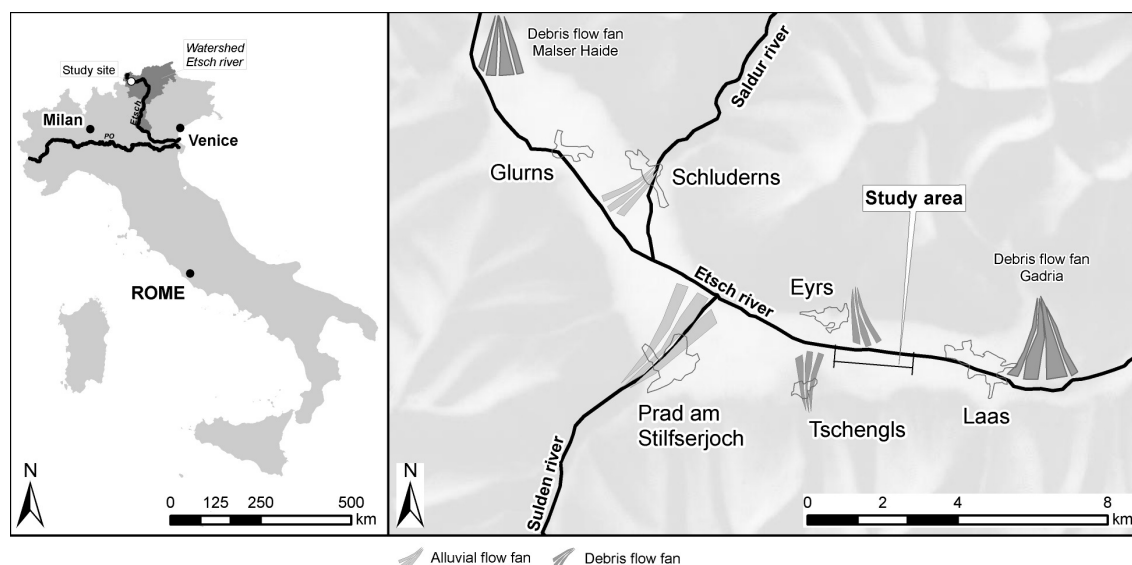 Watershed
Etsch river
Study site
Etsch
Milan
PO
Venice
ROME
N
0 125 250 500
km
Debris flow fan
Malser Haide
Saldur river
Glurns
Schluderns
Study area
Etsch river
Eyrs
Debris flow fan
Gadria
Prad am
Stilfserjoch
Tschengls
Laas
Sulden river
N
0 2 4 8
km
Alluvial flow fan
Debris flow fan